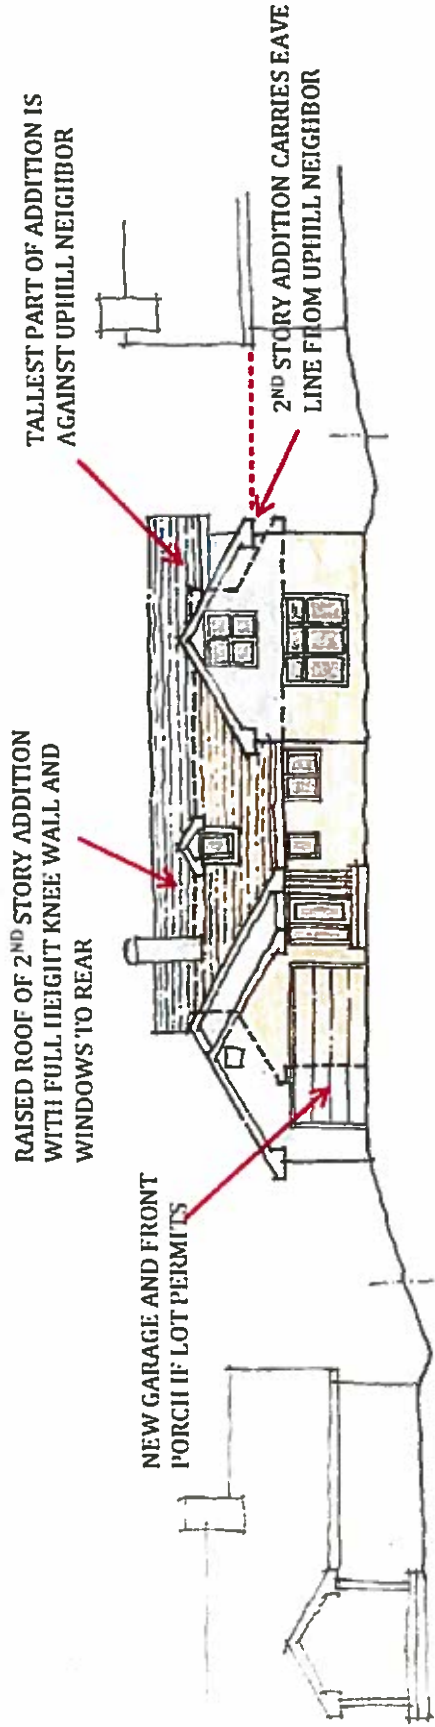 RAISED ROOF OF 2ND STORY ADDITION
WITH FULL HEIGHT KNEE WALL AND
WINDOWS TO REAR
TALLEST PART OF ADDITION IS
AGAINST UPHILL NEIGHBOR
NEW GARAGE AND FRONT
PORCH IF LOT PERMITS
2ND STORY ADDITION CARRIES EAVE
LINE FROM UPHILL NEIGHBOR